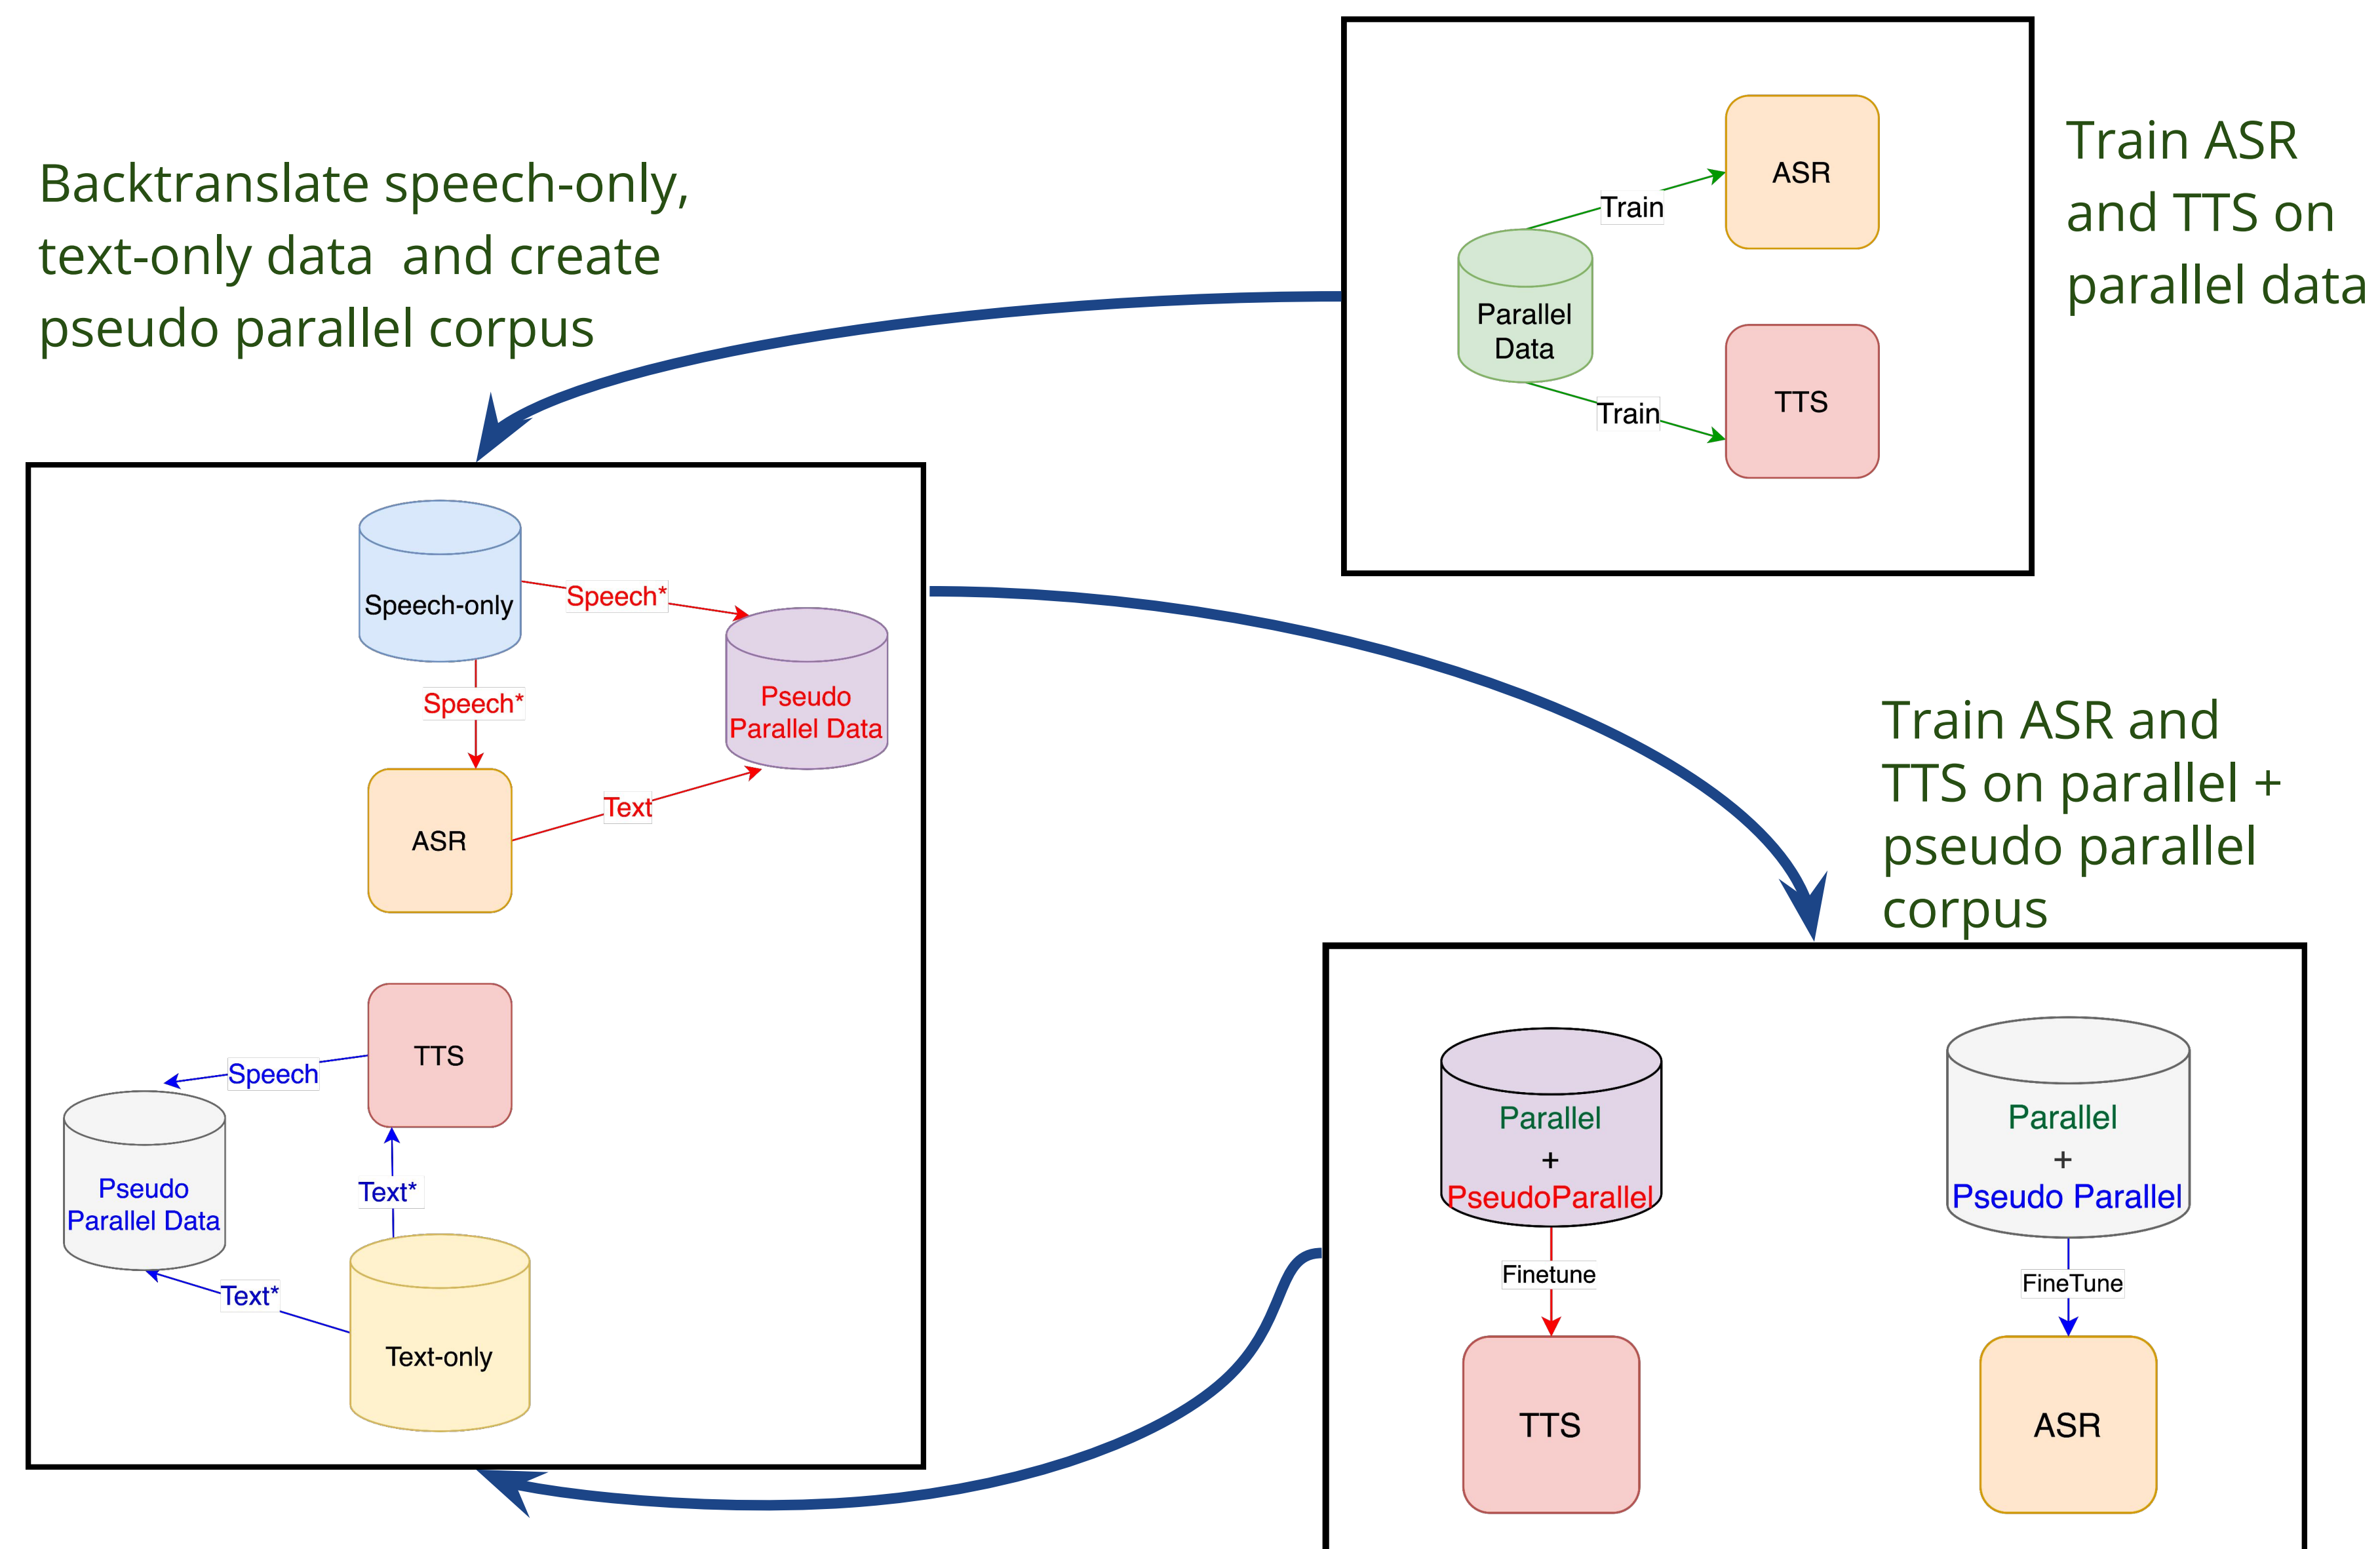 Backtranslate speech-only,
text-only data  and create
pseudo parallel corpus
Train ASR
and TTS on
parallel data
ASR
Train
Parallel
Data
TTS
Train
Speech-only
Speech*
Speech*
Pseudo
Parallel Data
Text
ASR
TTS
Speech
Pseudo
Parallel Data
Text*
Text*
Text-only
Train ASR and
TTS on parallel +
pseudo parallel
corpus
Parallel
+
PseudoParallel
Finetune
TTS
Parallel
+
Pseudo Parallel
FineTune
ASR